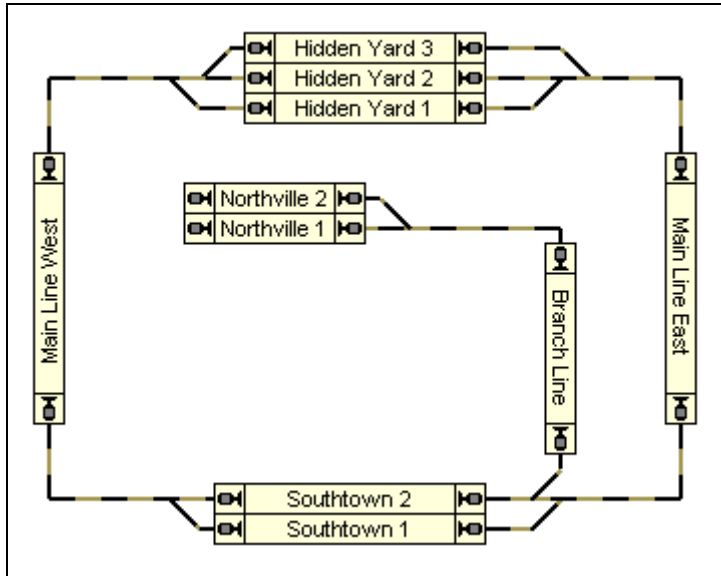 Hidden Yard 3
Hidden Yard 2
Hidden Yard 1
Northville 2
Northville 1
Main Line West
Branch Line
Main Line East
Southtown 2
Southtown 1